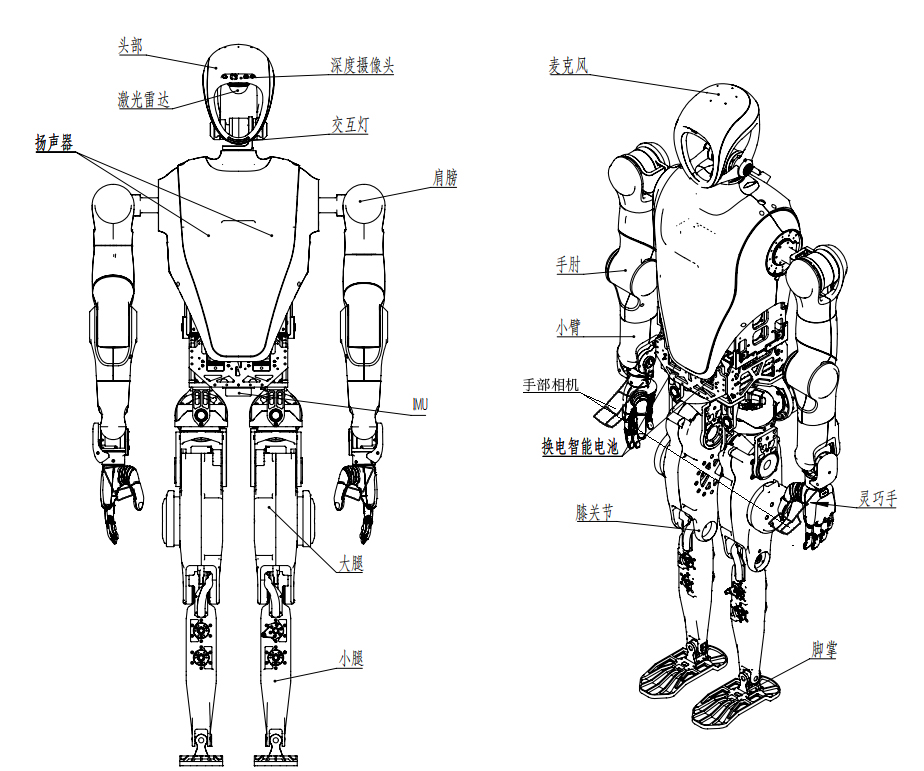 头部
深度摄像头
激光雷达
交互灯
扬声器
肩膀
IMU
大腿
小腿
麦克风
手肘
小臂
手部相机
换电智能电池
灵巧手
膝关节
脚掌